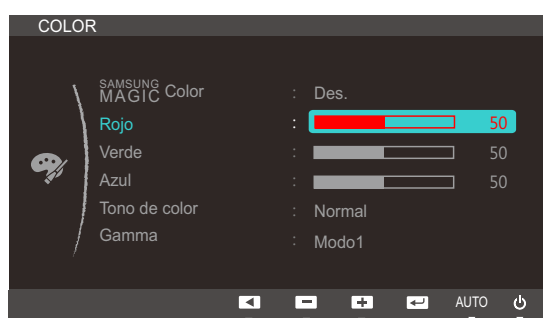 COLOR
SAMSUNG MAGIC Color : Des.
Rojo : 50
Verde : 50
Azul : 50
Tono de color : Normal
Gamma : Modo1
AUTO